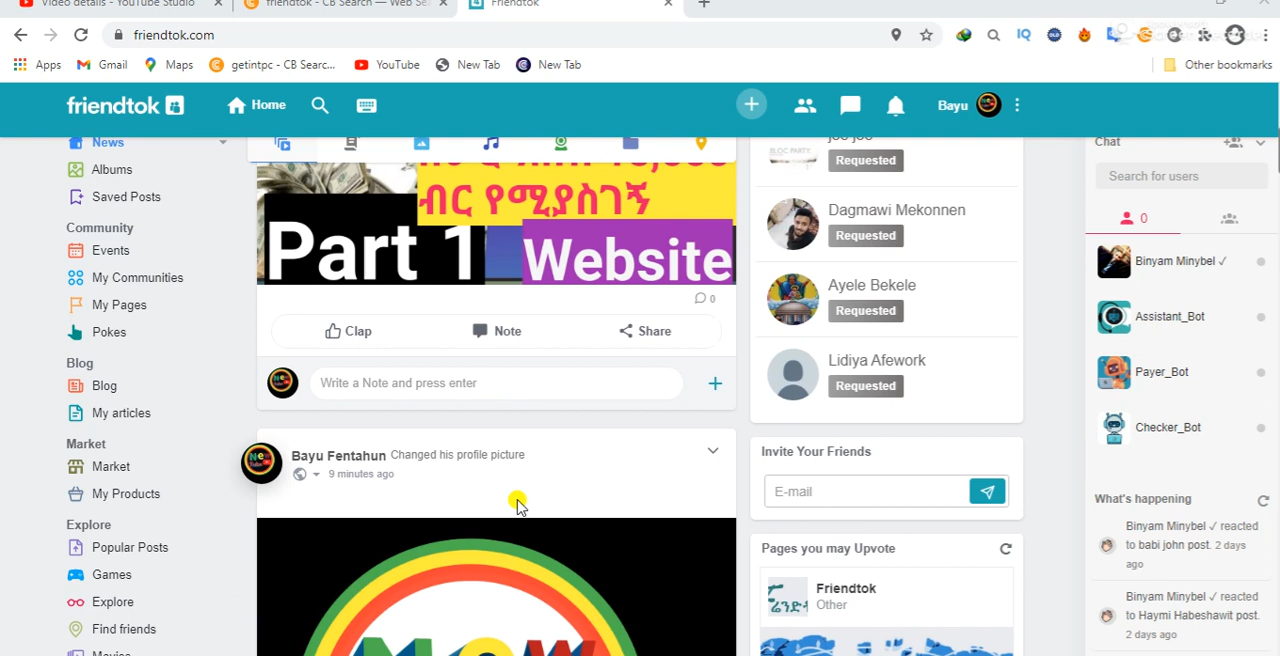 Video details - YouTube Studio
friendtok - CB Search — Web Se
Friendtok
friendtok.com
IQ
Apps
Gmail
Maps
getintpc - CB Searc...
YouTube
New Tab
New Tab
Other bookmarks
friendtok
Home
Bayu
News
Albums
Saved Posts
Community
Events
My Communities
My Pages
Pokes
Blog
Blog
My articles
Market
Market
My Products
Explore
Popular Posts
Games
Explore
Find friends
Movies
ብር የሚያስገኝ
Part 1
Website
0
Clap
Note
Share
Write a Note and press enter
Bayu Fentahun Changed his profile picture
9 minutes ago
Requested
Dagmawi Mekonnen
Requested
Ayele Bekele
Requested
Lidiya Afework
Requested
Invite Your Friends
E-mail
Pages you may Upvote
Friendtok
Other
Chat
Search for users
0
Binyam Minybel ✓
Assistant_Bot
Payer_Bot
Checker_Bot
What's happening
Binyam Minybel ✓ reacted
to babi john post. 2 days
ago
Binyam Minybel ✓ reacted
to Haymi Habeshawit post.
2 days ago